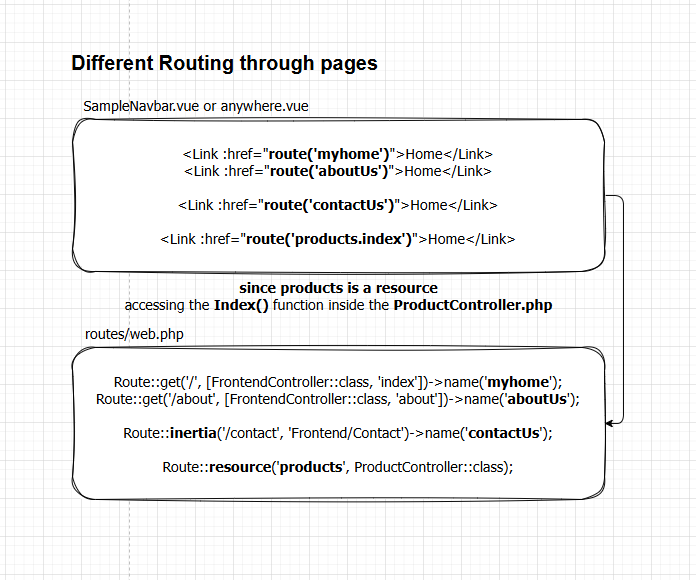 Different Routing through pages
SampleNavbar.vue or anywhere.vue
<Link :href="route('myhome')">Home</Link>
<Link :href="route('aboutUs')">Home</Link>
<Link :href="route('contactUs')">Home</Link>
<Link :href="route('products.index')">Home</Link>
since products is a resource
accessing the Index() function inside the ProductController.php
routes/web.php
Route::get('/', [FrontendController::class, 'index'])->name('myhome');
Route::get('/about', [FrontendController::class, 'about'])->name('aboutUs');
Route::inertia('/contact', 'Frontend/Contact')->name('contactUs');
Route::resource('products', ProductController::class);